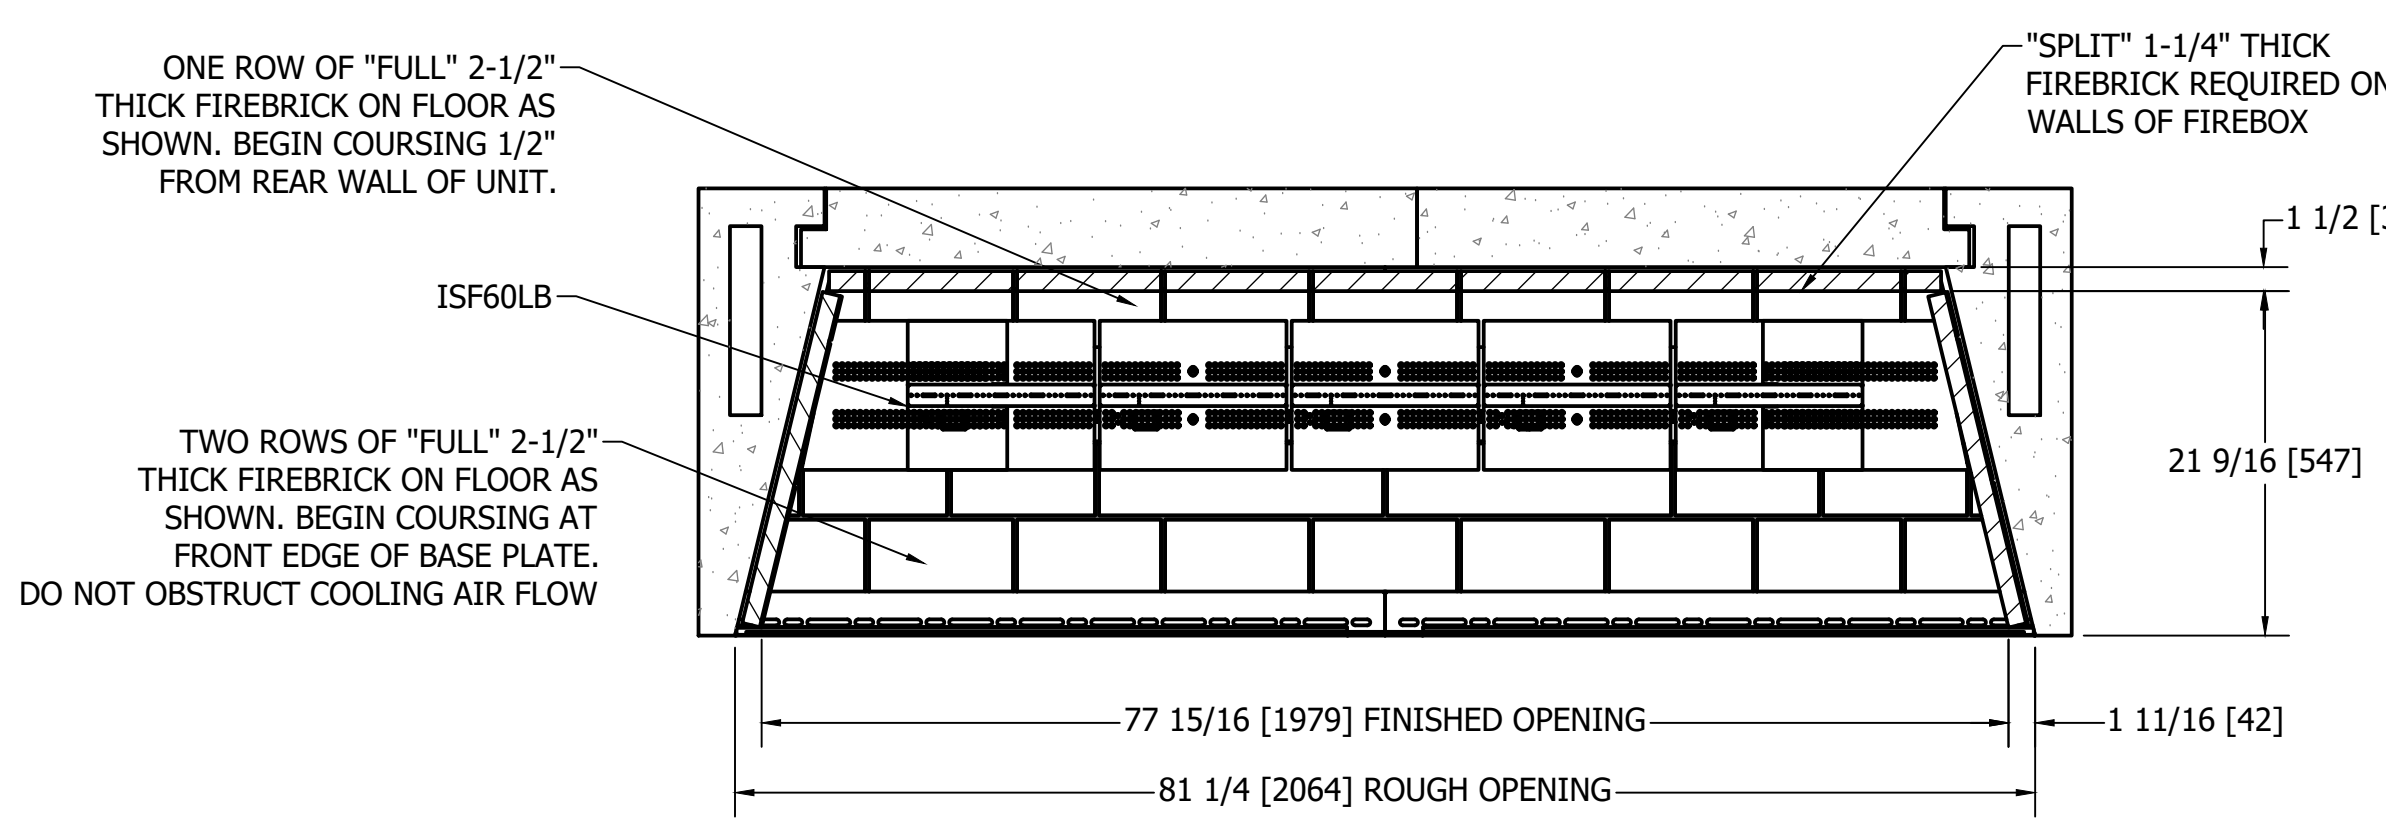 ONE ROW OF "FULL" 2-1/2"
THICK FIREBRICK ON FLOOR AS
SHOWN. BEGIN COURSING 1/2"
FROM REAR WALL OF UNIT.
"SPLIT" 1-1/4" THICK
FIREBRICK REQUIRED ON
WALLS OF FIREBOX
1 1/2 [3
ISF60LB
TWO ROWS OF "FULL" 2-1/2"
THICK FIREBRICK ON FLOOR AS
SHOWN. BEGIN COURSING AT
FRONT EDGE OF BASE PLATE.
DO NOT OBSTRUCT COOLING AIR FLOW
21 9/16 [547]
77 15/16 [1979] FINISHED OPENING
1 11/16 [42]
81 1/4 [2064] ROUGH OPENING